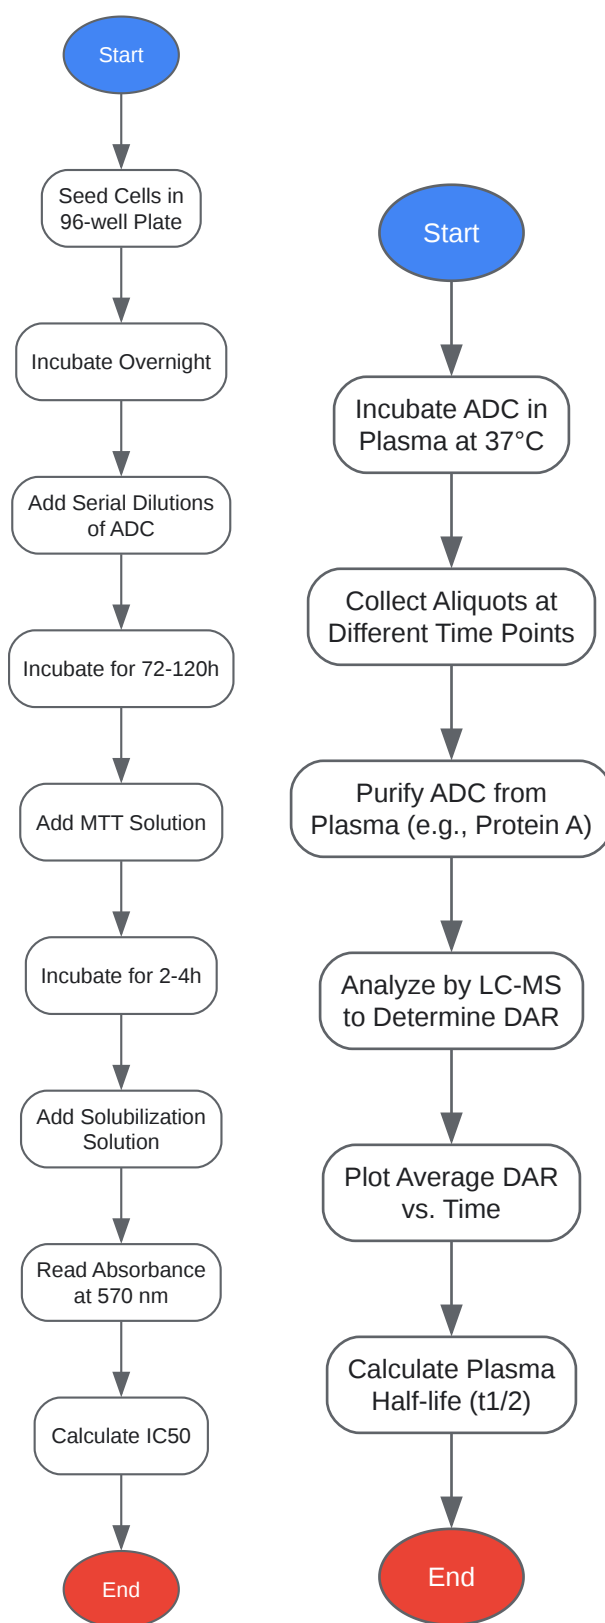 Start
Seed Cells in
96-well Plate
Incubate Overnight
Add Serial Dilutions
of ADC
Incubate for 72-120h
Add MTT Solution
Incubate for 2-4h
Add Solubilization
Solution
Read Absorbance
at 570 nm
Calculate IC50
End
Start
Incubate ADC in
Plasma at 37°C
Collect Aliquots at
Different Time Points
Purify ADC from
Plasma (e.g., Protein A)
Analyze by LC-MS
to Determine DAR
Plot Average DAR
vs. Time
Calculate Plasma
Half-life (t1/2)
End